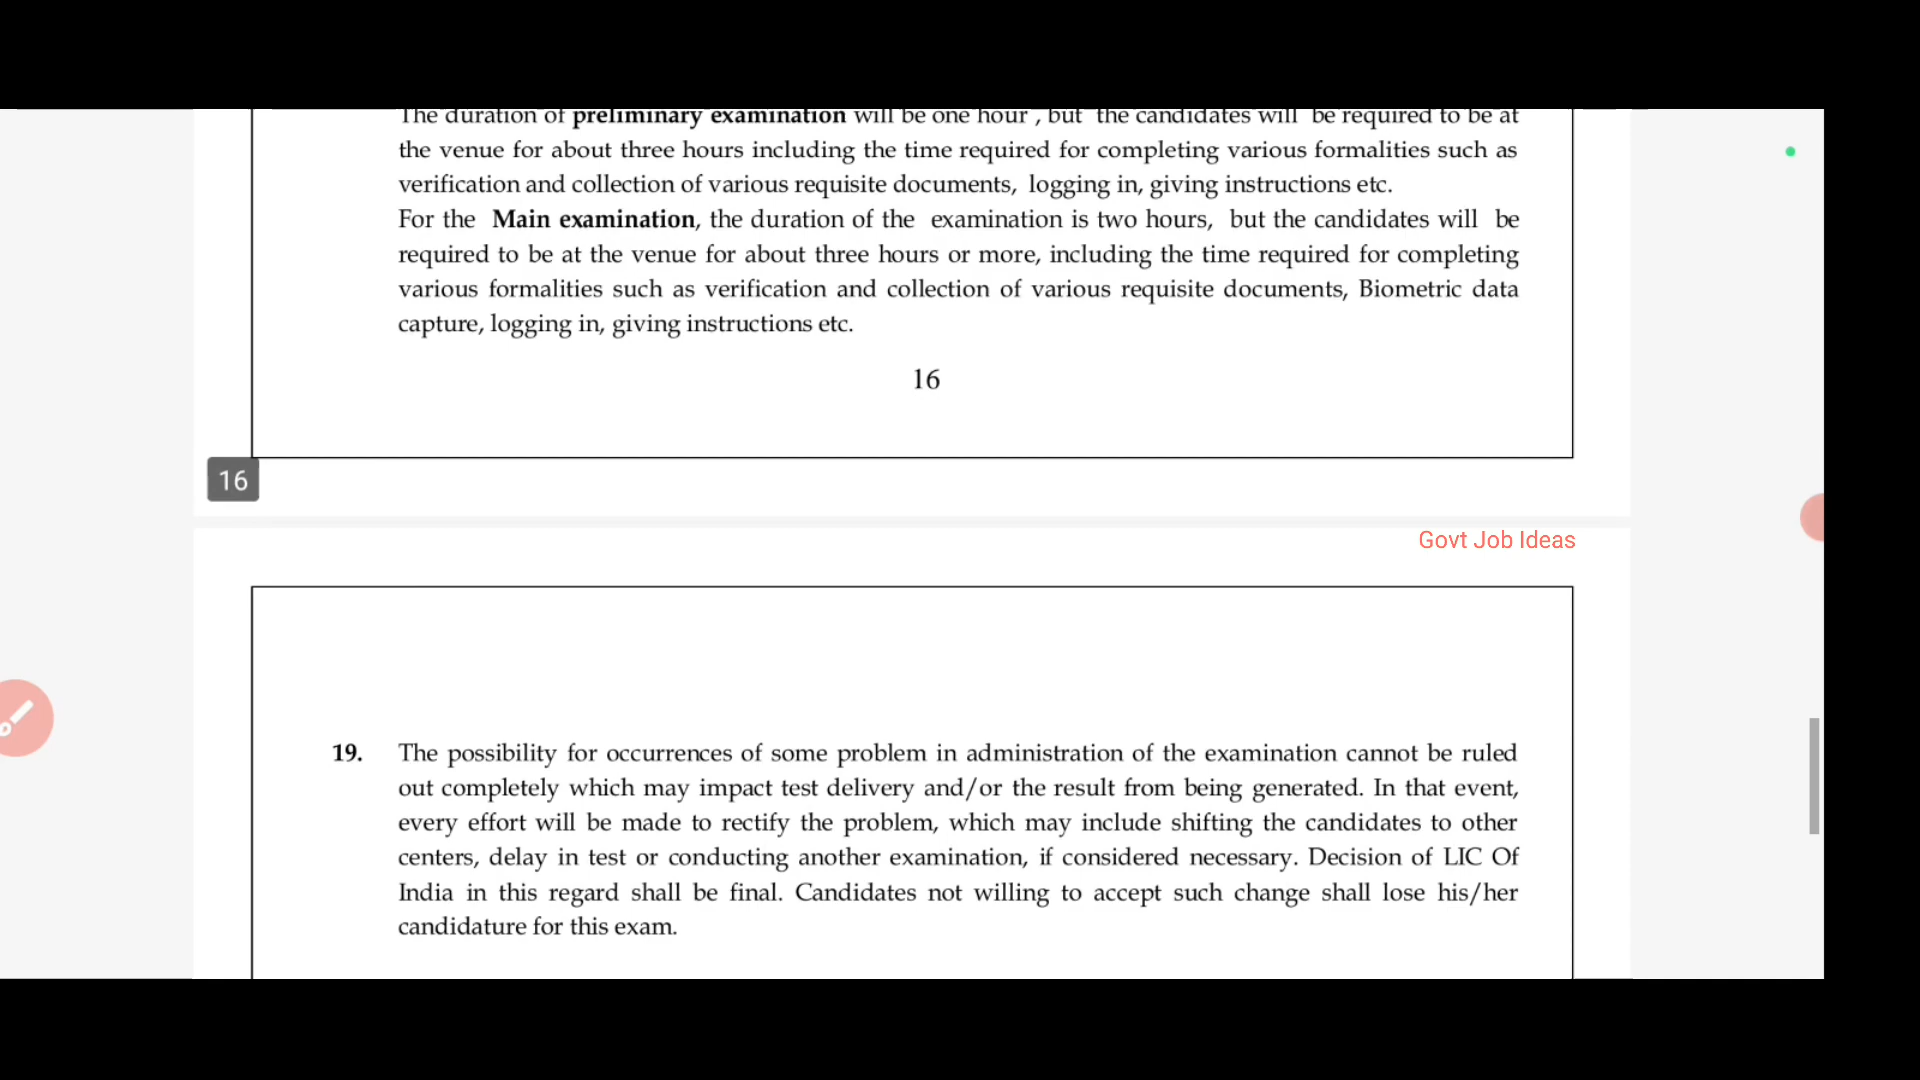 The duration of preliminary examination will be one hour , but the candidates will be required to be at
the venue for about three hours including the time required for completing various formalities such as
verification and collection of various requisite documents, logging in, giving instructions etc.
For the Main examination, the duration of the examination is two hours, but the candidates will be
required to be at the venue for about three hours or more, including the time required for completing
various formalities such as verification and collection of various requisite documents, Biometric data
capture, logging in, giving instructions etc.
16
16
Govt Job Ideas
19. The possibility for occurrences of some problem in administration of the examination cannot be ruled
out completely which may impact test delivery and/or the result from being generated. In that event,
every effort will be made to rectify the problem, which may include shifting the candidates to other
centers, delay in test or conducting another examination, if considered necessary. Decision of LIC Of
India in this regard shall be final. Candidates not willing to accept such change shall lose his/her
candidature for this exam.